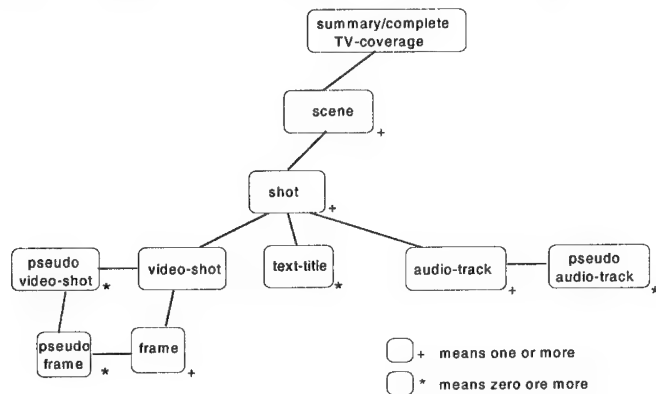 summary/complete
TV-coverage
scene
+
shot
+
pseudo
video-shot
*
video-shot
text-title
*
audio-track
+
pseudo
audio-track
*
pseudo
frame
*
frame
+
+ means one or more
* means zero ore more